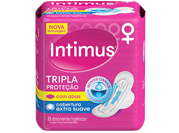 NOVA
Intimus
TRIPLA
PROTEÇÃO
com abas
cobertura
extra suave
8 absorventes higiênicos